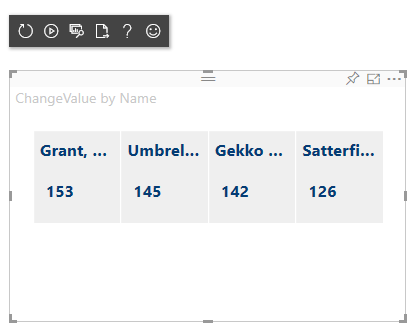 ChangeValue by Name
Grant, ... Umbrel... Gekko ... Satterfi...
153 145 142 126